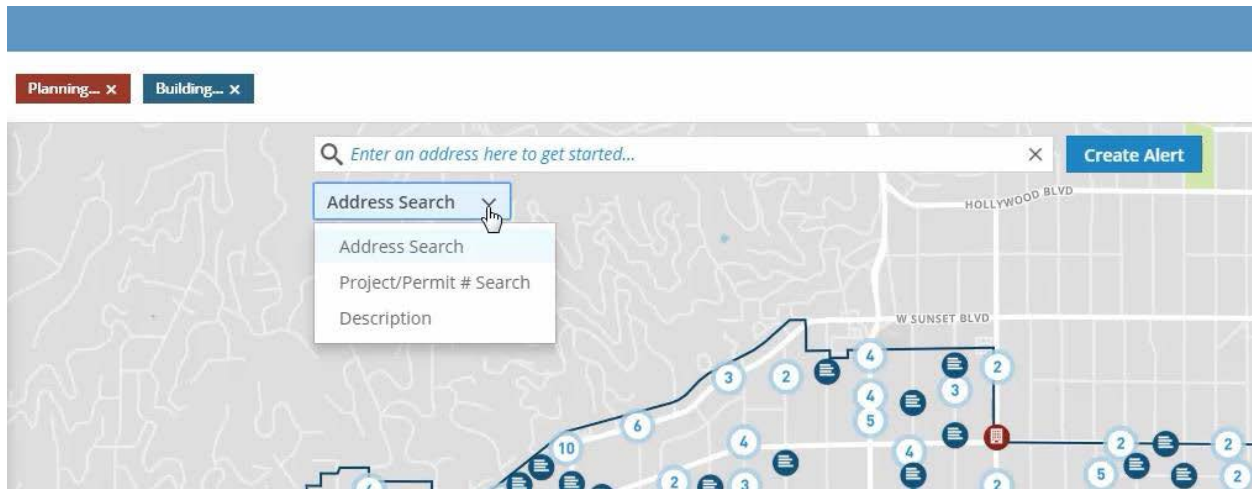 Planning... x
Building... x
Enter an address here to get started...
Create Alert
Address Search
Address Search
Project/Permit # Search
Description
HOLLYWOOD BLVD
W SUNSET BLVD
4
2
3
2
3
4
5
6
10
4
4
2
2
5
2
2
3
2
2